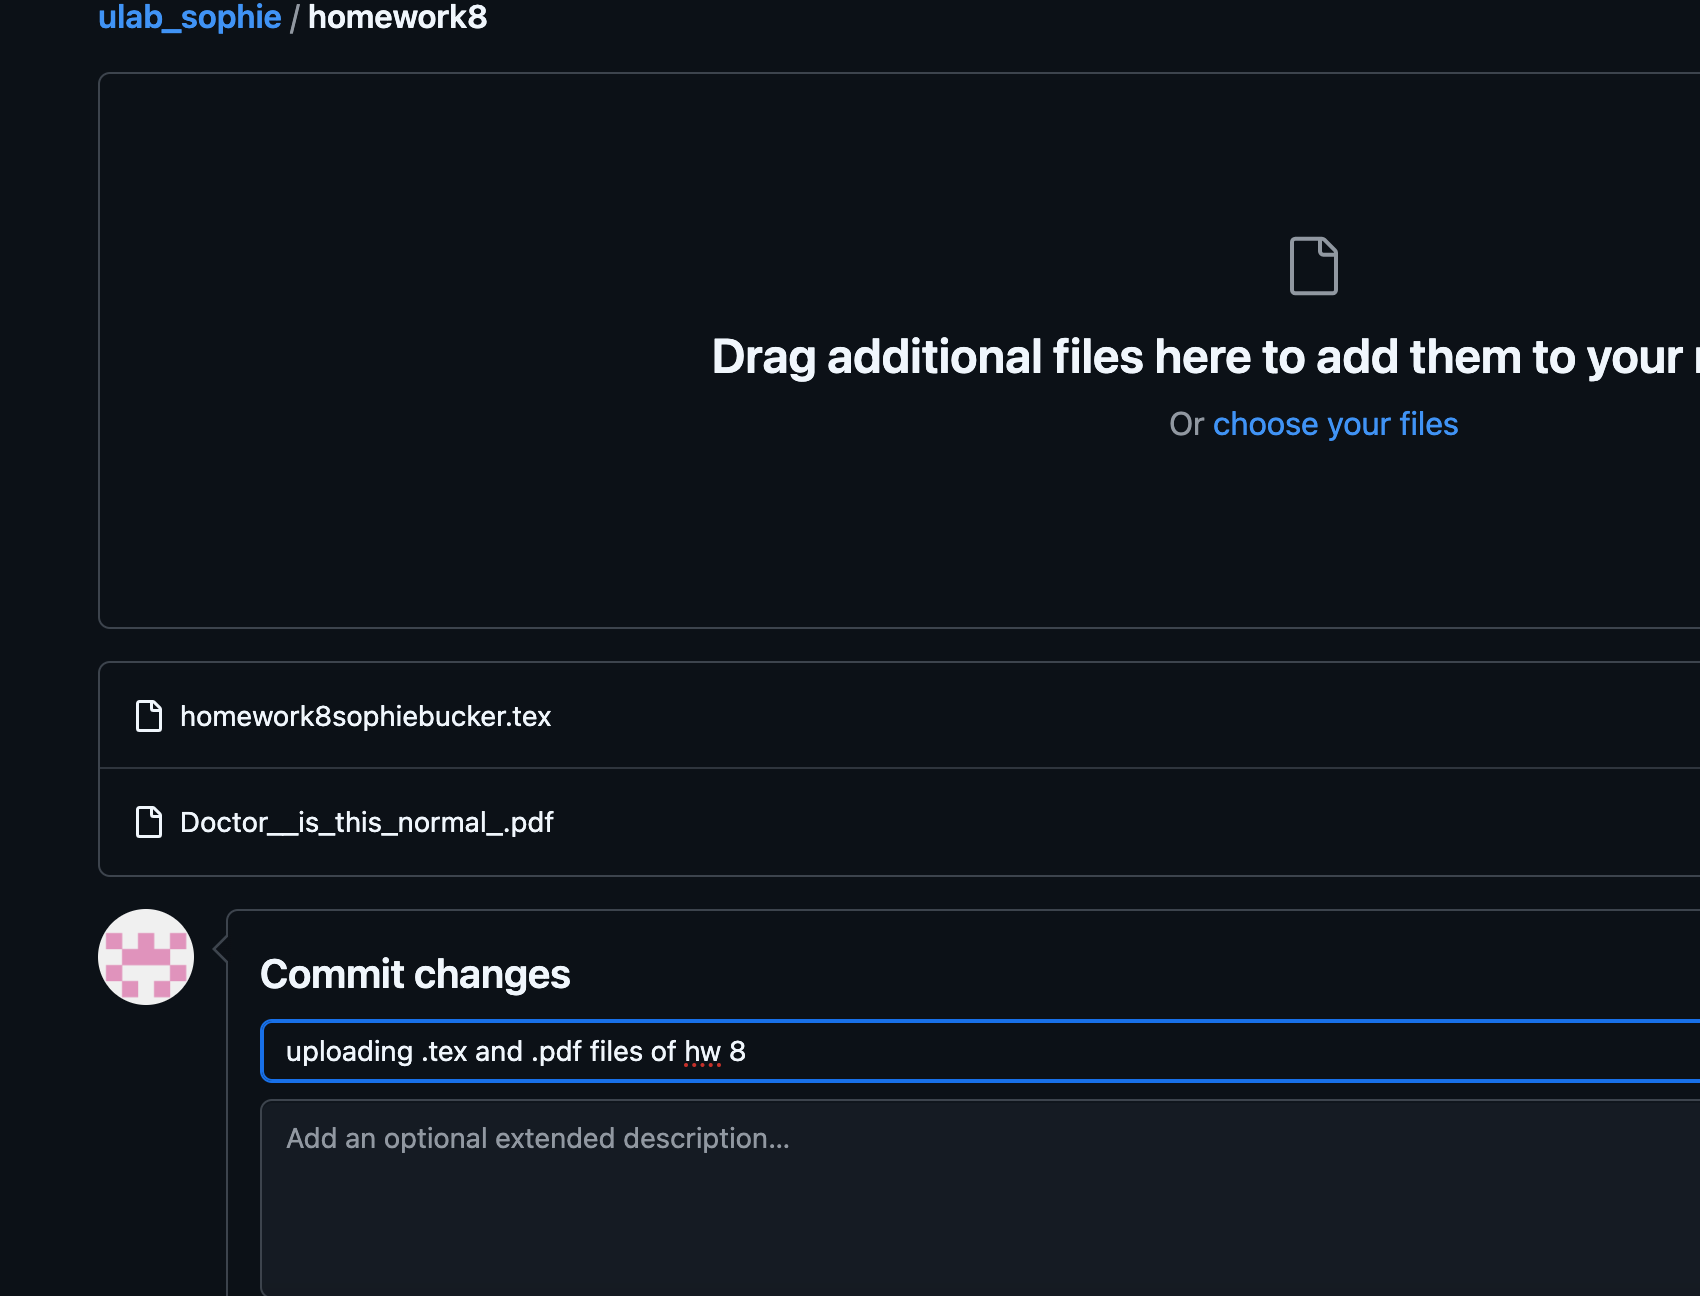 ulab_sophie / homework8
Drag additional files here to add them to your
Or choose your files
homework8sophiebucker.tex
Doctor__is_this_normal_.pdf
Commit changes
uploading .tex and .pdf files of hw 8
Add an optional extended description...